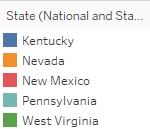 State (National and Sta...
Kentucky
Nevada
New Mexico
Pennsylvania
West Virginia